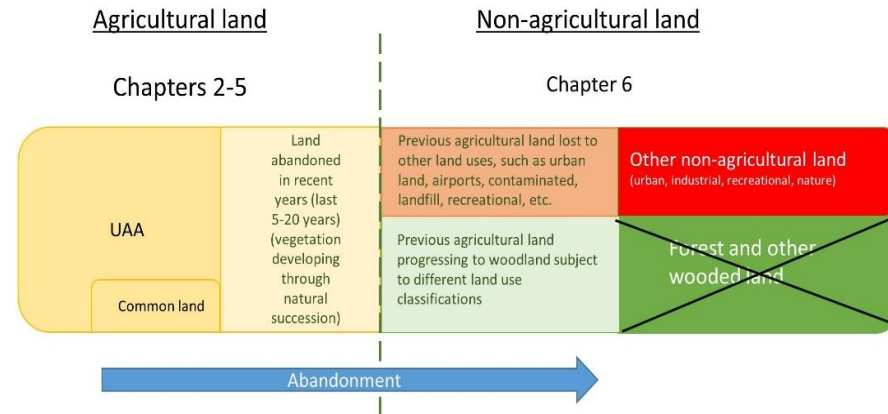 Agricultural land
Non-agricultural land
Chapters 2-5
Chapter 6
UAA
Common land
Land
abandoned
in recent
years (last
5-20 years)
(vegetation
developing
through
natural
succession)
Previous agricultural land lost to
other land uses, such as urban
land, airports, contaminated,
landfill, recreational, etc.
Previous agricultural land
progressing to woodland subject
to different land use
classifications
Other non-agricultural land
(urban, industrial, recreational, nature)
Forest and other
wooded land
Abandonment